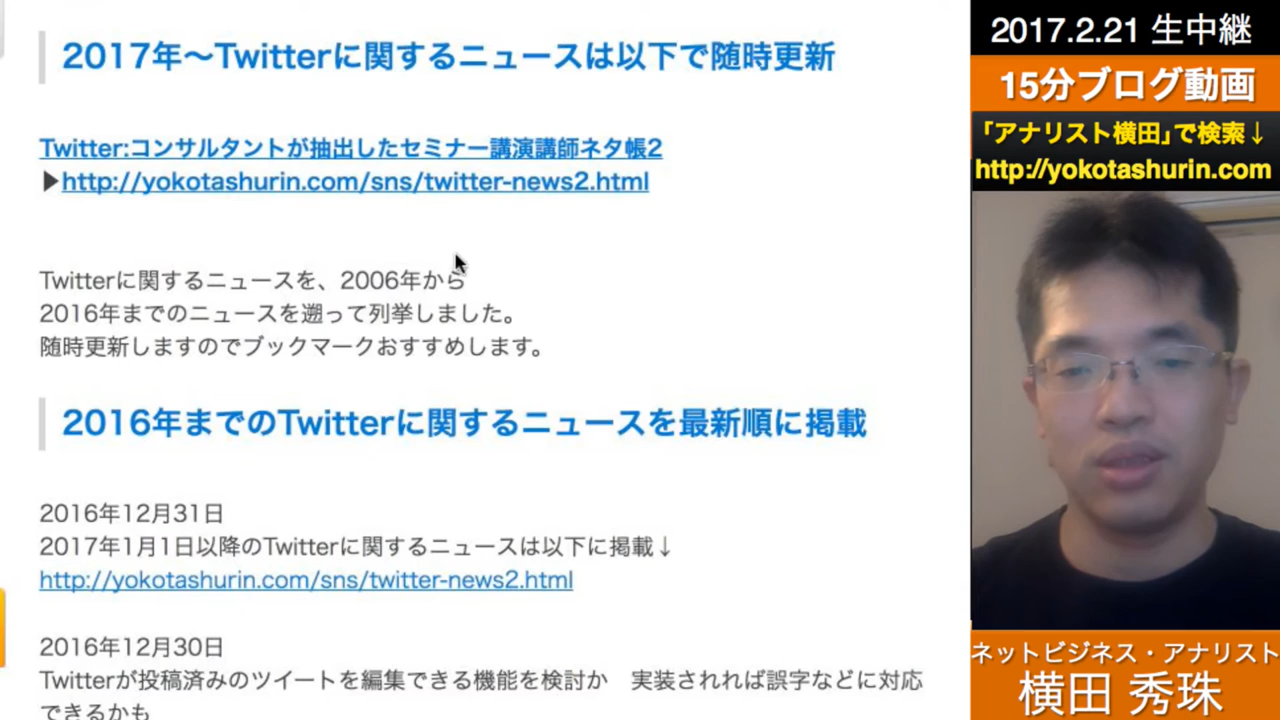 2017年〜Twitterに関するニュースは以下で随時更新
Twitter:コンサルタントが抽出したセミナー講演講師ネタ帳2
▶http://yokotashurin.com/sns/twitter-news2.html
Twitterに関するニュースを、2006年から
2016年までのニュースを遡って列挙しました。
随時更新しますのでブックマークおすすめします。
2016年までのTwitterに関するニュースを最新順に掲載
2016年12月31日
2017年1月1日以降のTwitterに関するニュースは以下に掲載↓
http://yokotashurin.com/sns/twitter-news2.html
2016年12月30日
Twitterが投稿済みのツイートを編集できる機能を検討か　実装されれば誤字などに対応
できるかも
2017.2.21 生中継
15分ブログ動画
「アナリスト横田」で検索↓
http://yokotashurin.com
ネットビジネス・アナリスト
横田 秀珠